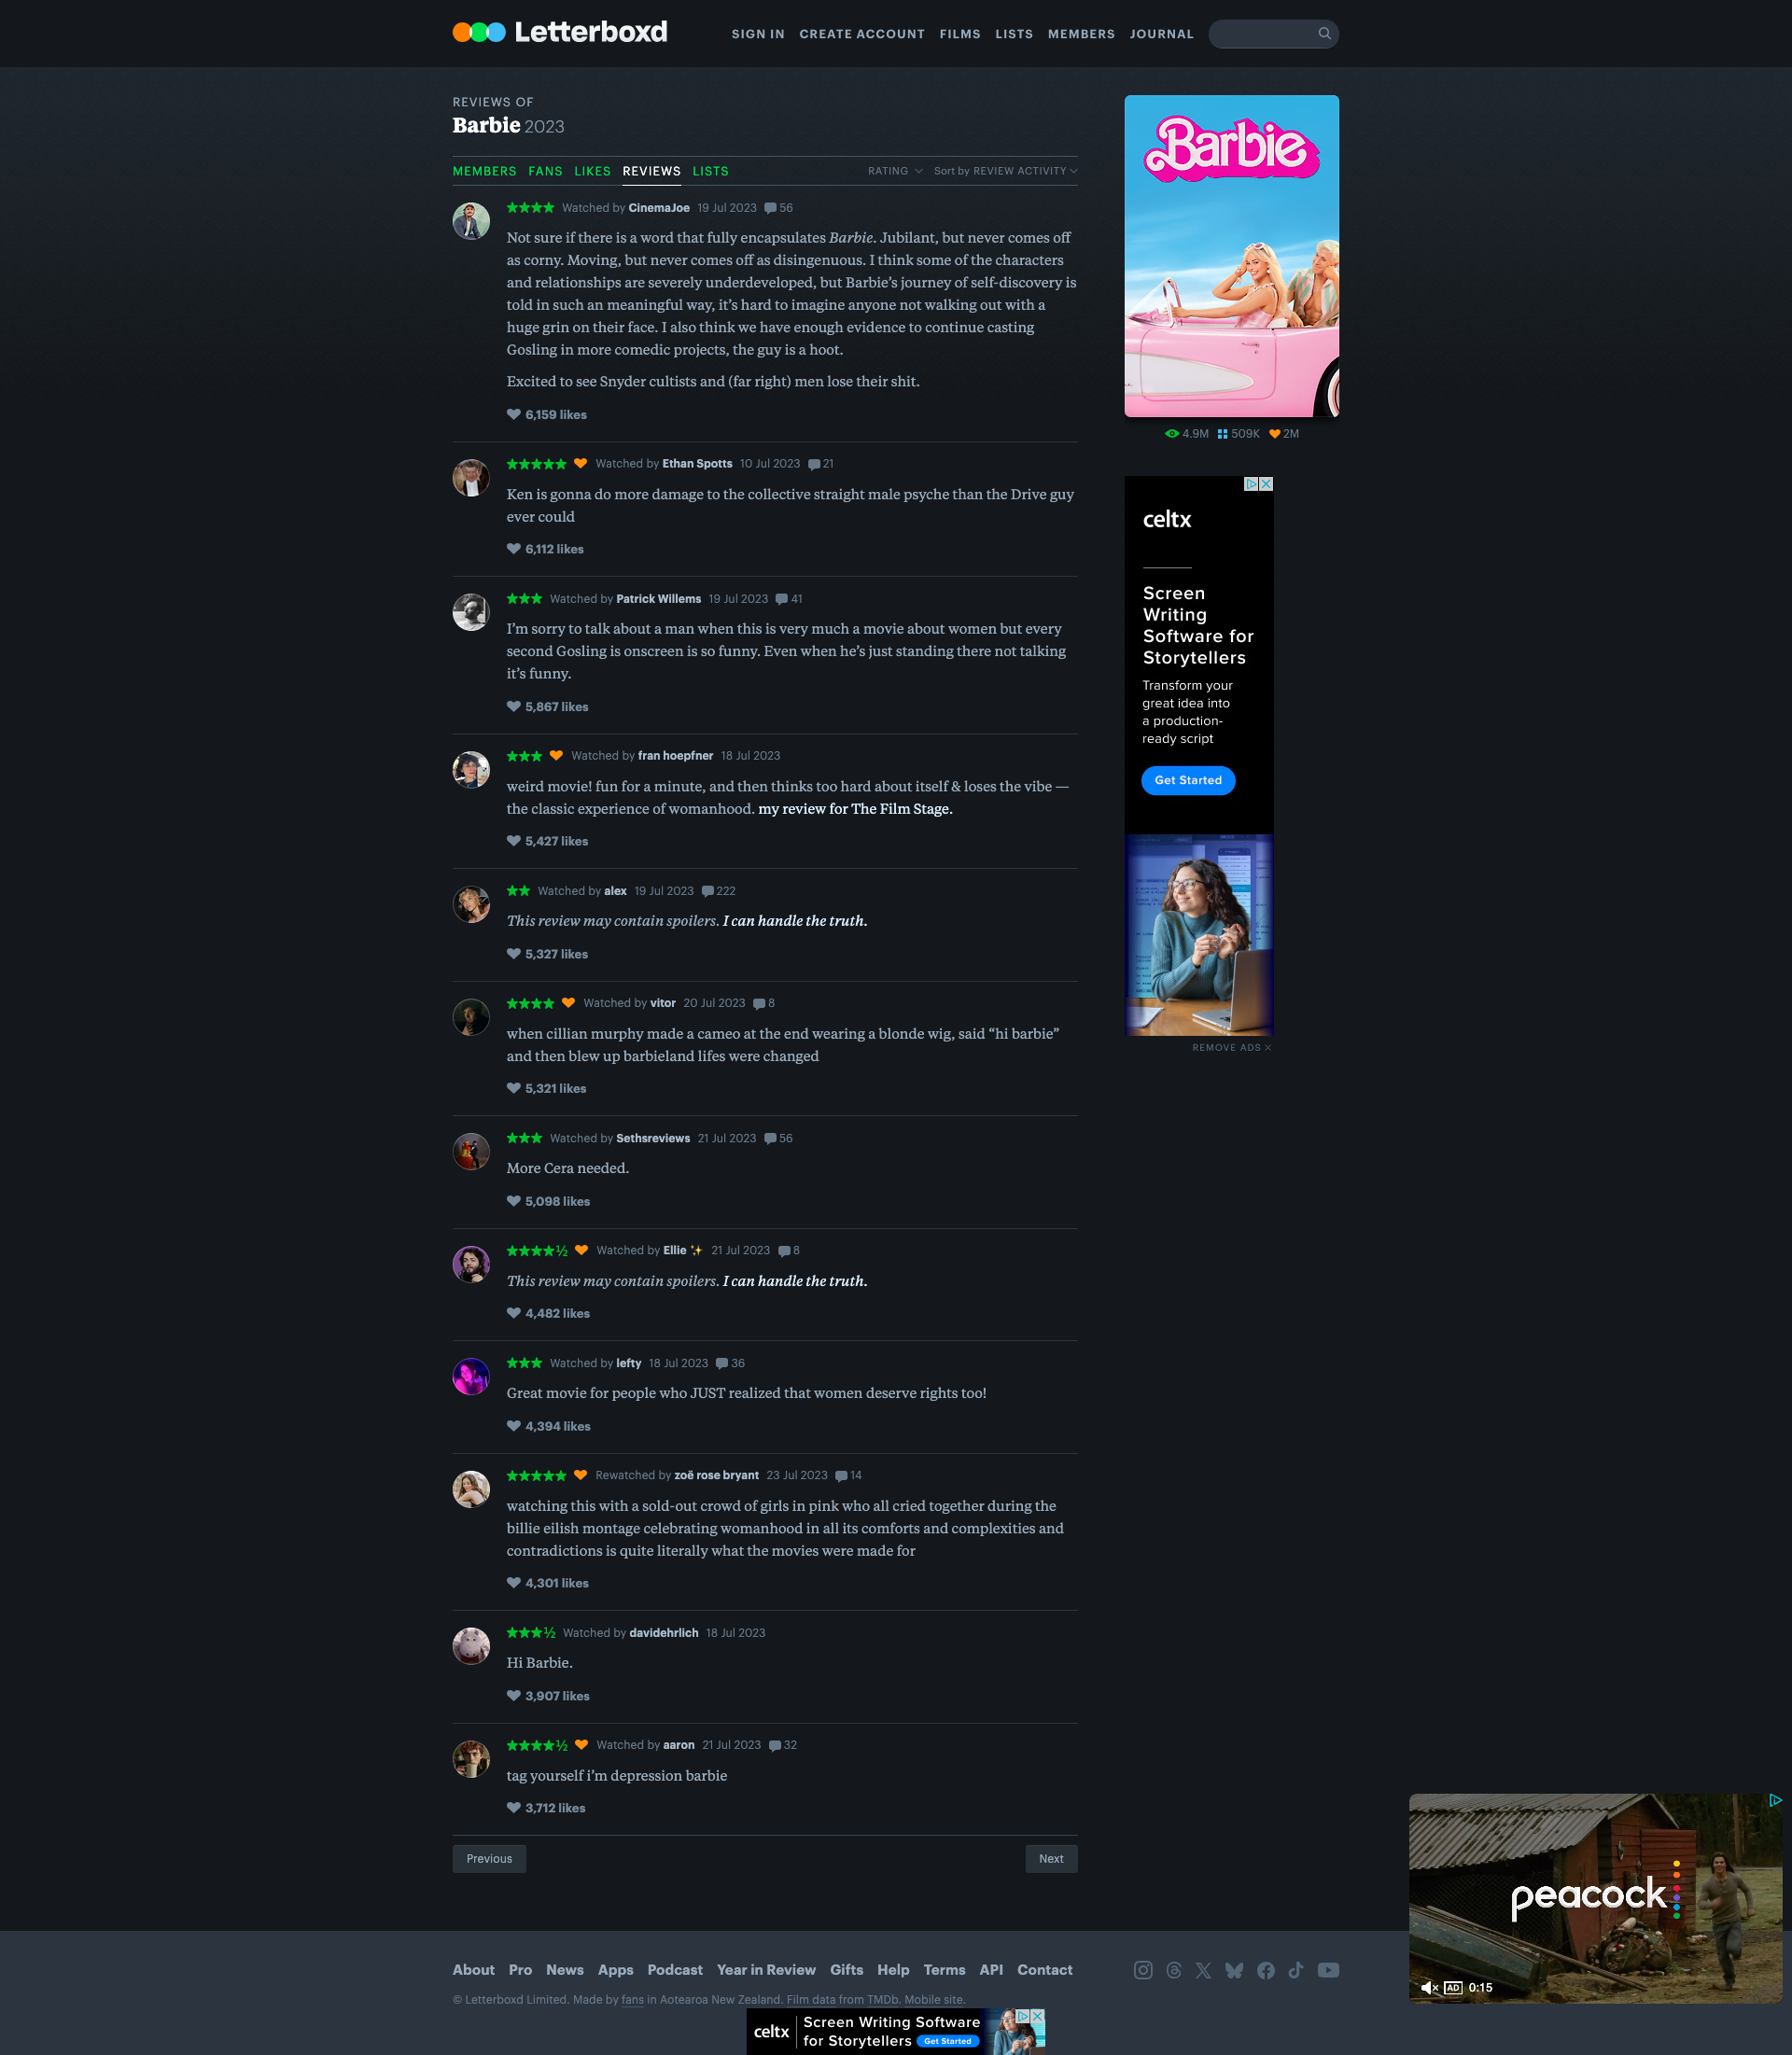 Letterboxd
SIGN IN CREATE ACCOUNT FILMS LISTS MEMBERS JOURNAL
REVIEWS OF
Barbie 2023
MEMBERS FANS LIKES REVIEWS LISTS
RATING Sort by REVIEW ACTIVITY
★★★★ Watched by CinemaJoe 19 Jul 2023 56
Not sure if there is a word that fully encapsulates Barbie. Jubilant, but never comes off
as corny. Moving, but never comes off as disingenuous. I think some of the characters
and relationships are severely underdeveloped, but Barbie’s journey of self-discovery is
told in such an meaningful way, it’s hard to imagine anyone not walking out with a
huge grin on their face. I also think we have enough evidence to continue casting
Gosling in more comedic projects, the guy is a hoot.
Excited to see Snyder cultists and (far right) men lose their shit.
6,159 likes
★★★★★ Watched by Ethan Spotts 10 Jul 2023 21
Ken is gonna do more damage to the collective straight male psyche than the Drive guy
ever could
6,112 likes
★★★ Watched by Patrick Willems 19 Jul 2023 41
I’m sorry to talk about a man when this is very much a movie about women but every
second Gosling is onscreen is so funny. Even when he’s just standing there not talking
it’s funny.
5,867 likes
★★★ Watched by fran hoepfner 18 Jul 2023
weird movie! fun for a minute, and then thinks too hard about itself & loses the vibe —
the classic experience of womanhood. my review for The Film Stage.
5,427 likes
★★ Watched by alex 19 Jul 2023 222
This review may contain spoilers. I can handle the truth.
5,327 likes
★★★★ Watched by vitor 20 Jul 2023 8
when cillian murphy made a cameo at the end wearing a blonde wig, said “hi barbie”
and then blew up barbieland lifes were changed
5,321 likes
★★★ Watched by Sethsreviews 21 Jul 2023 56
More Cera needed.
5,098 likes
★★★★½ Watched by Ellie ✨ 21 Jul 2023 8
This review may contain spoilers. I can handle the truth.
4,482 likes
★★★ Watched by lefty 18 Jul 2023 36
Great movie for people who JUST realized that women deserve rights too!
4,394 likes
★★★★★ Rewatched by zoë rose bryant 23 Jul 2023 14
watching this with a sold-out crowd of girls in pink who all cried together during the
billie eilish montage celebrating womanhood in all its comforts and complexities and
contradictions is quite literally what the movies were made for
4,301 likes
★★★½ Watched by davidehrlich 18 Jul 2023
Hi Barbie.
3,907 likes
★★★★½ Watched by aaron 21 Jul 2023 32
tag yourself i’m depression barbie
3,712 likes
Previous
Next
Barbie
4.9M 509K 2M
celtx
Screen
Writing
Software for
Storytellers
Transform your
great idea into
a production-
ready script
Get Started
REMOVE ADS ×
peacock
AD 0:15
About Pro News Apps Podcast Year in Review Gifts Help Terms API Contact
© Letterboxd Limited. Made by fans in Aotearoa New Zealand. Film data from TMDb. Mobile site.
celtx
Screen Writing Software
for Storytellers Get Started